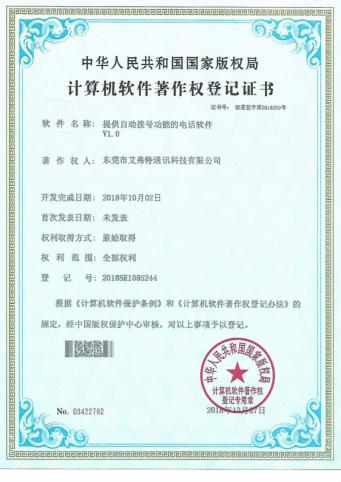 中华人民共和国国家版权局
计算机软件著作权登记证书
证书号: 软著登字第3414339号
软件名称: 提供自动拨号功能的电话软件
V1.0
著作权人: 东莞市艾弗特通讯科技有限公司
开发完成日期: 2018年10月02日
首次发表日期: 未发表
权利取得方式: 原始取得
权利范围: 全部权利
登记号: 2018SR1085244
根据《计算机软件保护条例》和《计算机软件著作权登记办法》的
规定，经中国版权保护中心审核，对以上事项予以登记。
中华人民共和国国家版权局
计算机软件著作权
登记专用章
No. 03422792
2018年12月27日